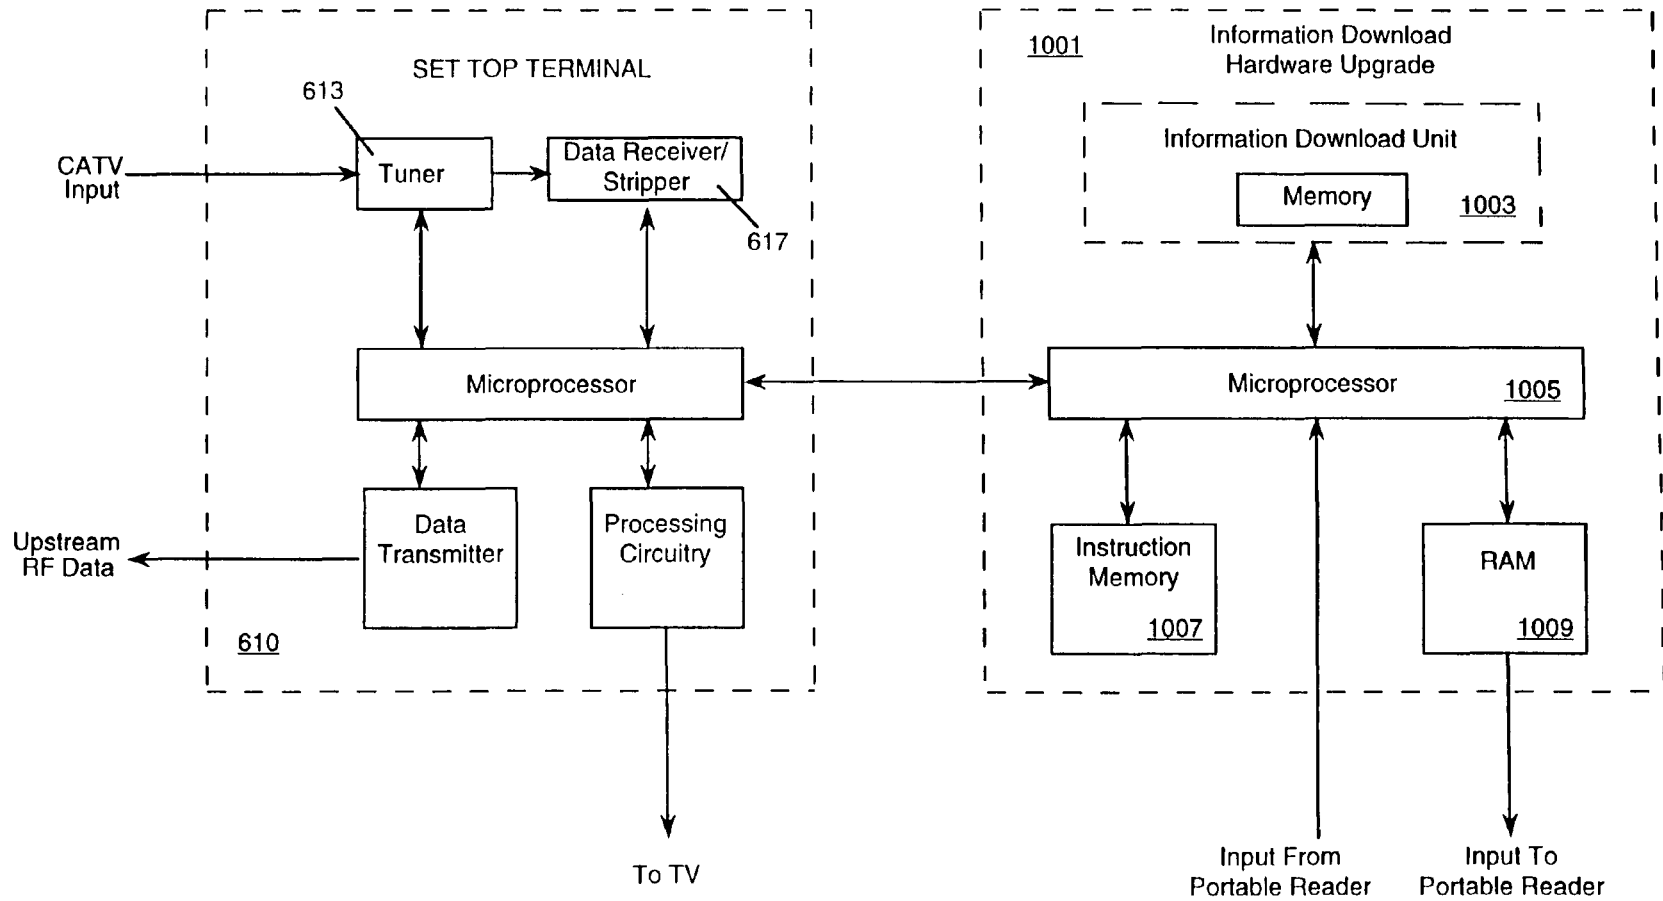 SET TOP TERMINAL
613
CATV
Input
Tuner
Data Receiver/
Stripper
617
Microprocessor
Data
Transmitter
Processing
Circuitry
Upstream
RF Data
610
To TV
1001
Information Download
Hardware Upgrade
Information Download Unit
Memory
1003
Microprocessor
1005
Instruction
Memory
1007
RAM
1009
Input From
Portable Reader
Input To
Portable Reader